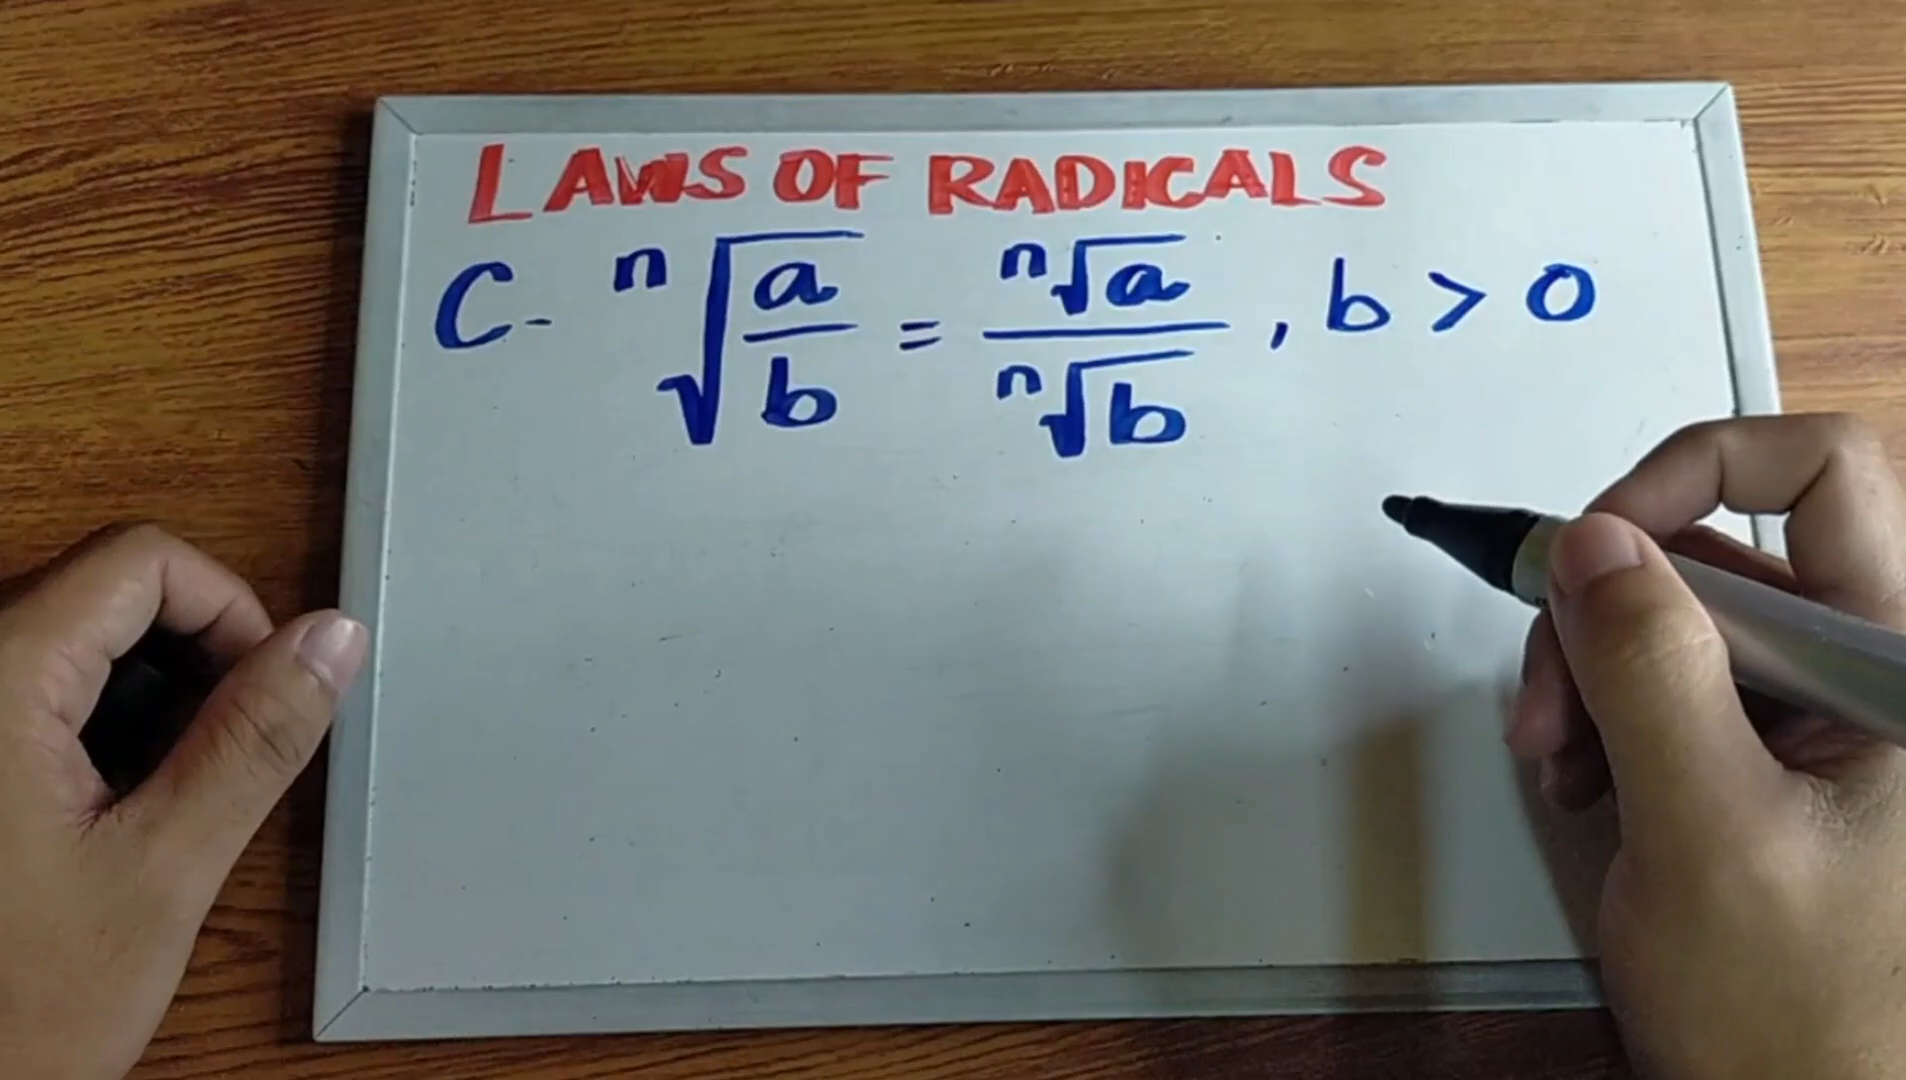 LAWS OF RADICALS
C- ⁿ√(a/b) = ⁿ√a / ⁿ√b , b > 0